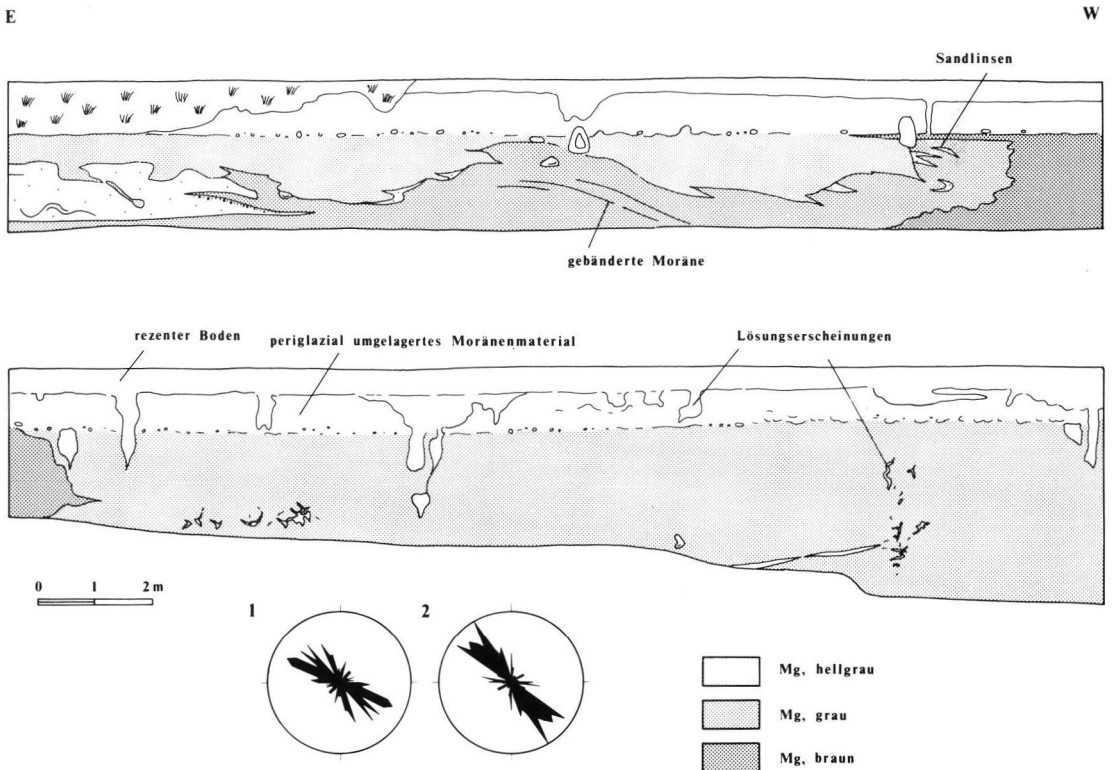 E
W
Sandlinsen
gebänderte Moräne
rezenter Boden
periglazial umgelagertes Moränenmaterial
Lösungserscheinungen
0 1 2 m
1
2
Mg, hellgrau
Mg, grau
Mg, braun